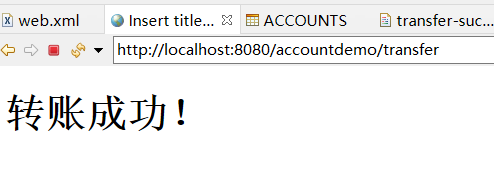 web.xml
Insert title...
ACCOUNTS
transfer-suc...
http://localhost:8080/accountdemo/transfer
转账成功！